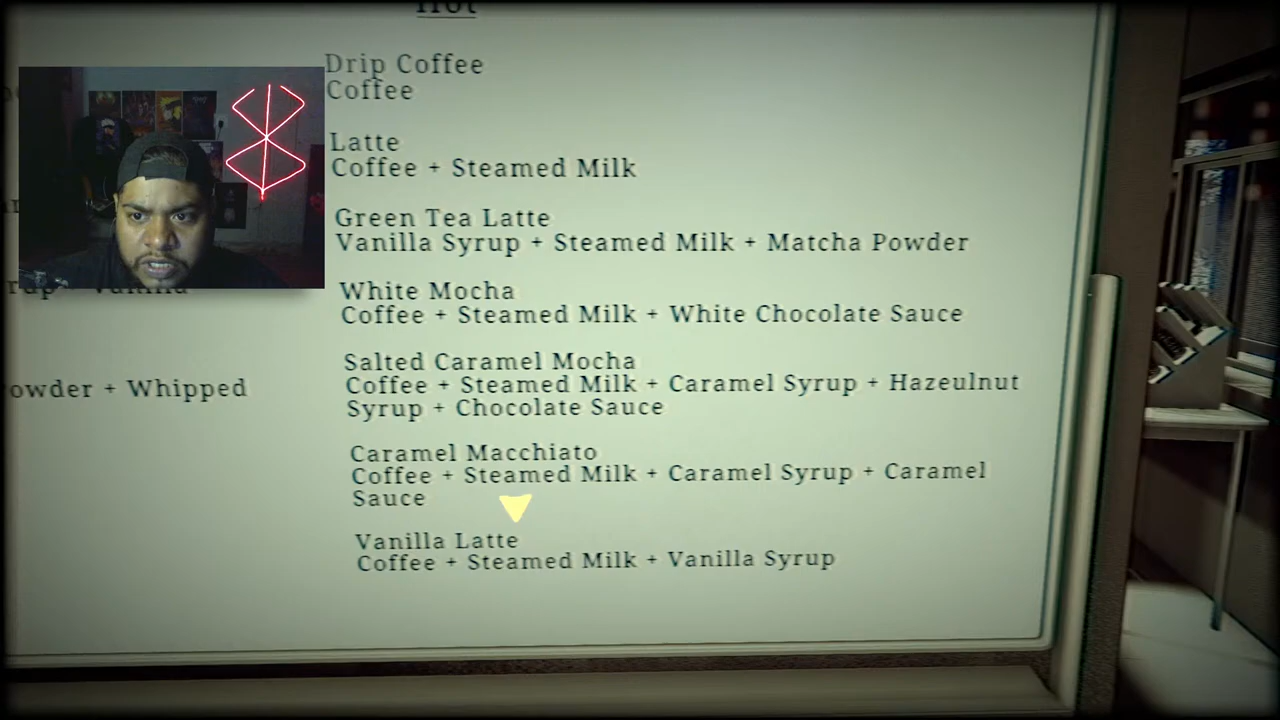 Hot
Drip Coffee
Coffee
Latte
Coffee + Steamed Milk
Green Tea Latte
Vanilla Syrup + Steamed Milk + Matcha Powder
White Mocha
Coffee + Steamed Milk + White Chocolate Sauce
Salted Caramel Mocha
Coffee + Steamed Milk + Caramel Syrup + Hazeulnut
Syrup + Chocolate Sauce
owder + Whipped
Caramel Macchiato
Coffee + Steamed Milk + Caramel Syrup + Caramel
Sauce
Vanilla Latte
Coffee + Steamed Milk + Vanilla Syrup